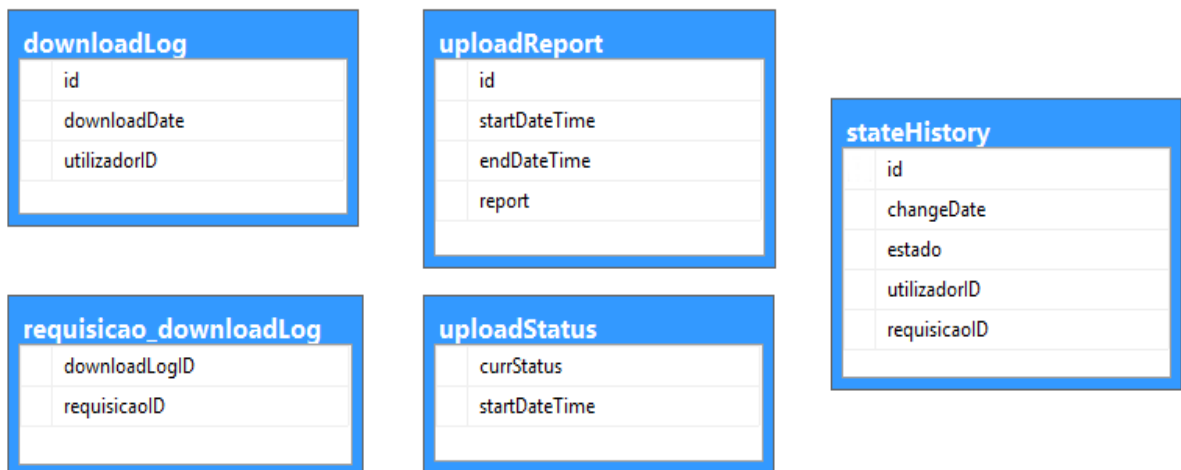 downloadLog
id
downloadDate
utilizadorID
uploadReport
id
startDateTime
endDateTime
report
stateHistory
id
changeDate
estado
utilizadorID
requisicaoID
requisicao_downloadLog
downloadLogID
requisicaoID
uploadStatus
currStatus
startDateTime